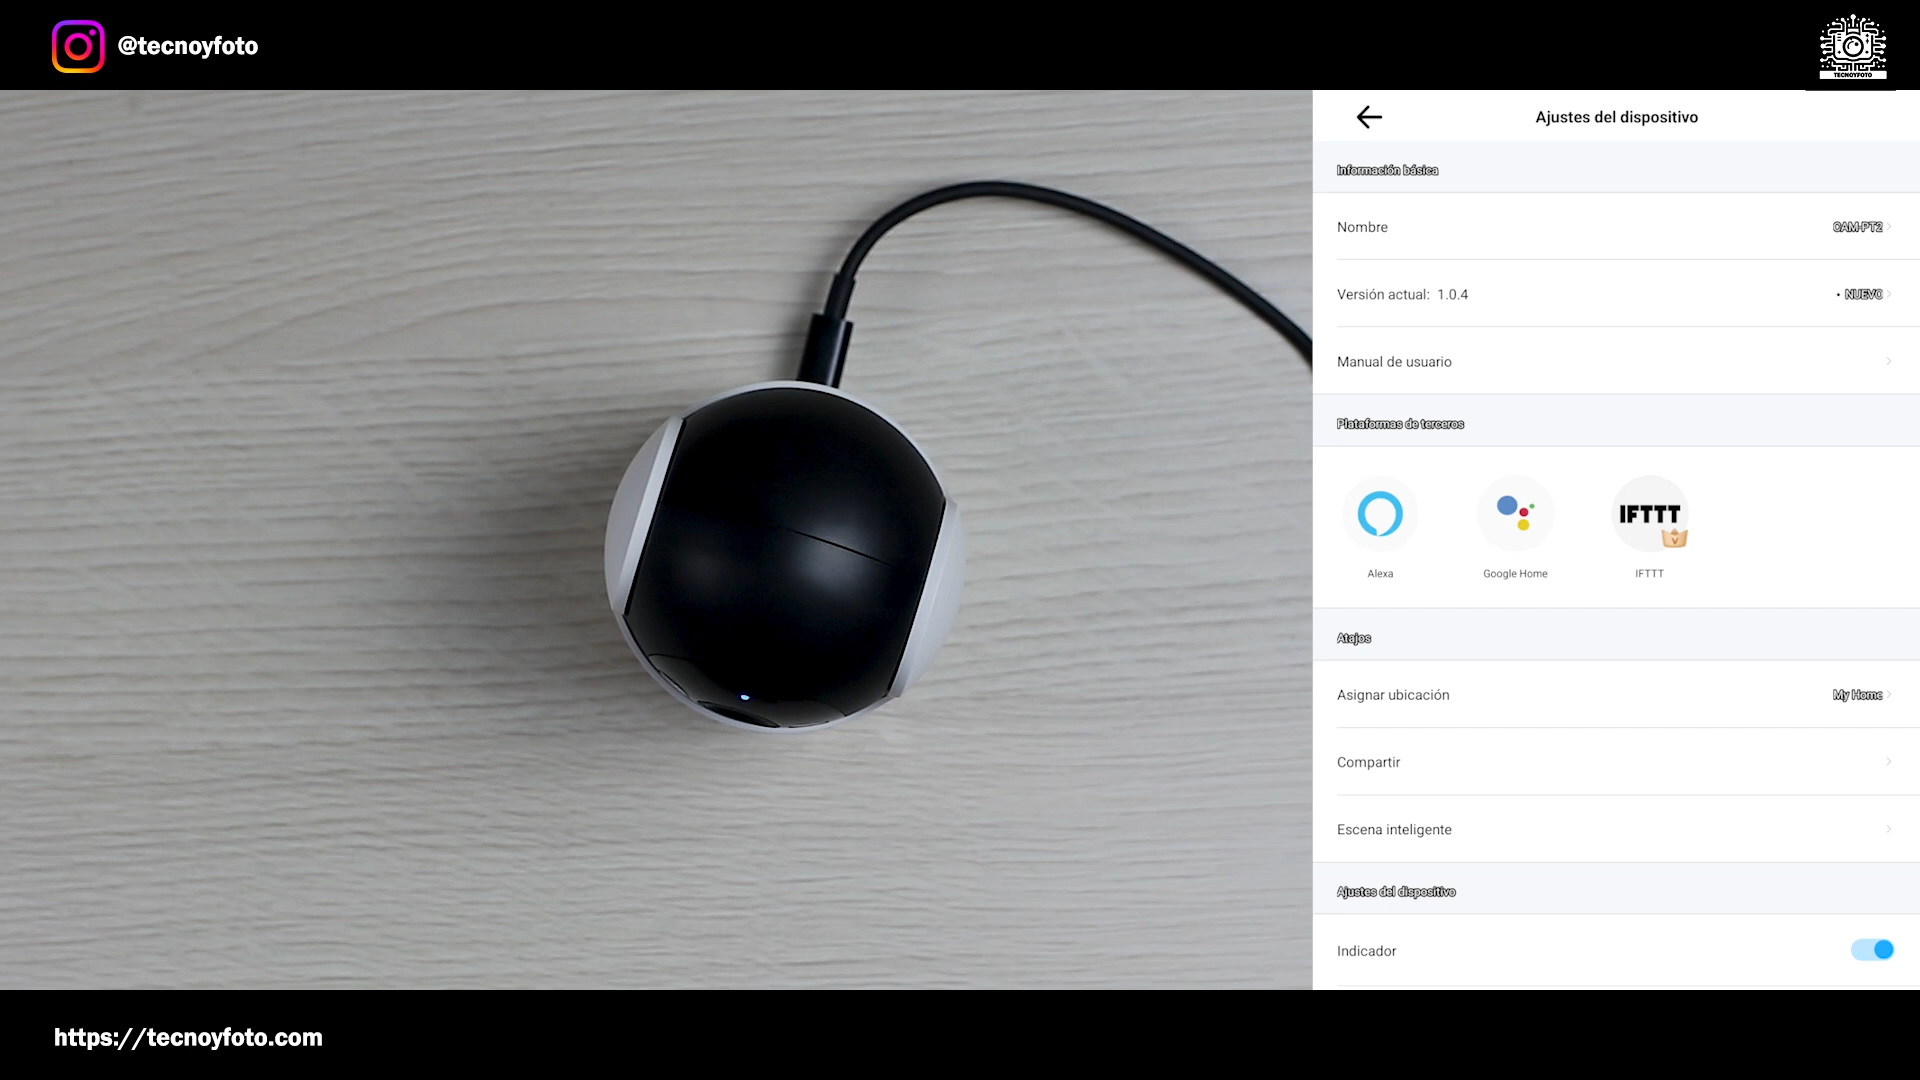 @tecnoyfoto
TECNOYFOTO
Ajustes del dispositivo
Información básica
Nombre
CAM-PT2
Versión actual: 1.0.4
• NUEVO
Manual de usuario
Plataformas de terceros
IFTTT
V
Alexa
Google Home
IFTTT
Atajos
Asignar ubicación
My Home
Compartir
Escena inteligente
Ajustes del dispositivo
Indicador
https://tecnoyfoto.com